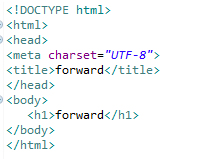 <!DOCTYPE html>
<html>
<head>
<meta charset="UTF-8">
<title>forward</title>
</head>
<body>
<h1>forward</h1>
</body>
</html>